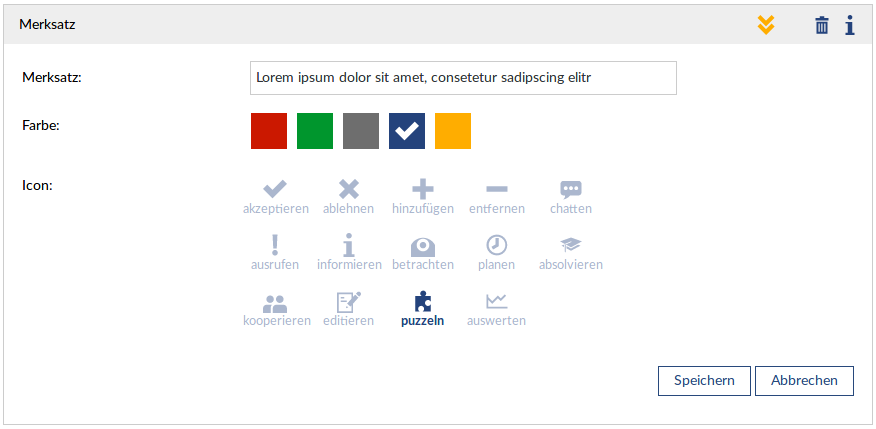 Merksatz
Merksatz:
Lorem ipsum dolor sit amet, consetetur sadipscing elitr
Farbe:
Icon:
akzeptieren ablehnen hinzufügen entfernen chatten
ausrufen informieren betrachten planen absolvieren
kooperieren editieren puzzeln auswerten
Speichern Abbrechen